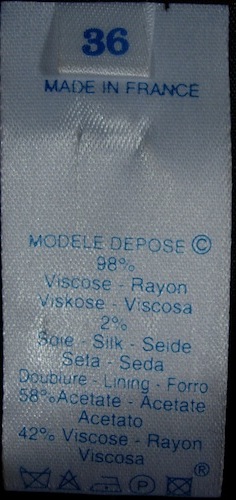 36
MADE IN FRANCE
MODELE DEPOSE ©
98%
Viscose - Rayon
Viskose - Viscosa
2%
Soie - Silk - Seide
Seta - Seda
Doublure - Lining - Forro
58% Acetate - Acetate
Acetato
42% Viscose - Rayon
Viscosa
®
P